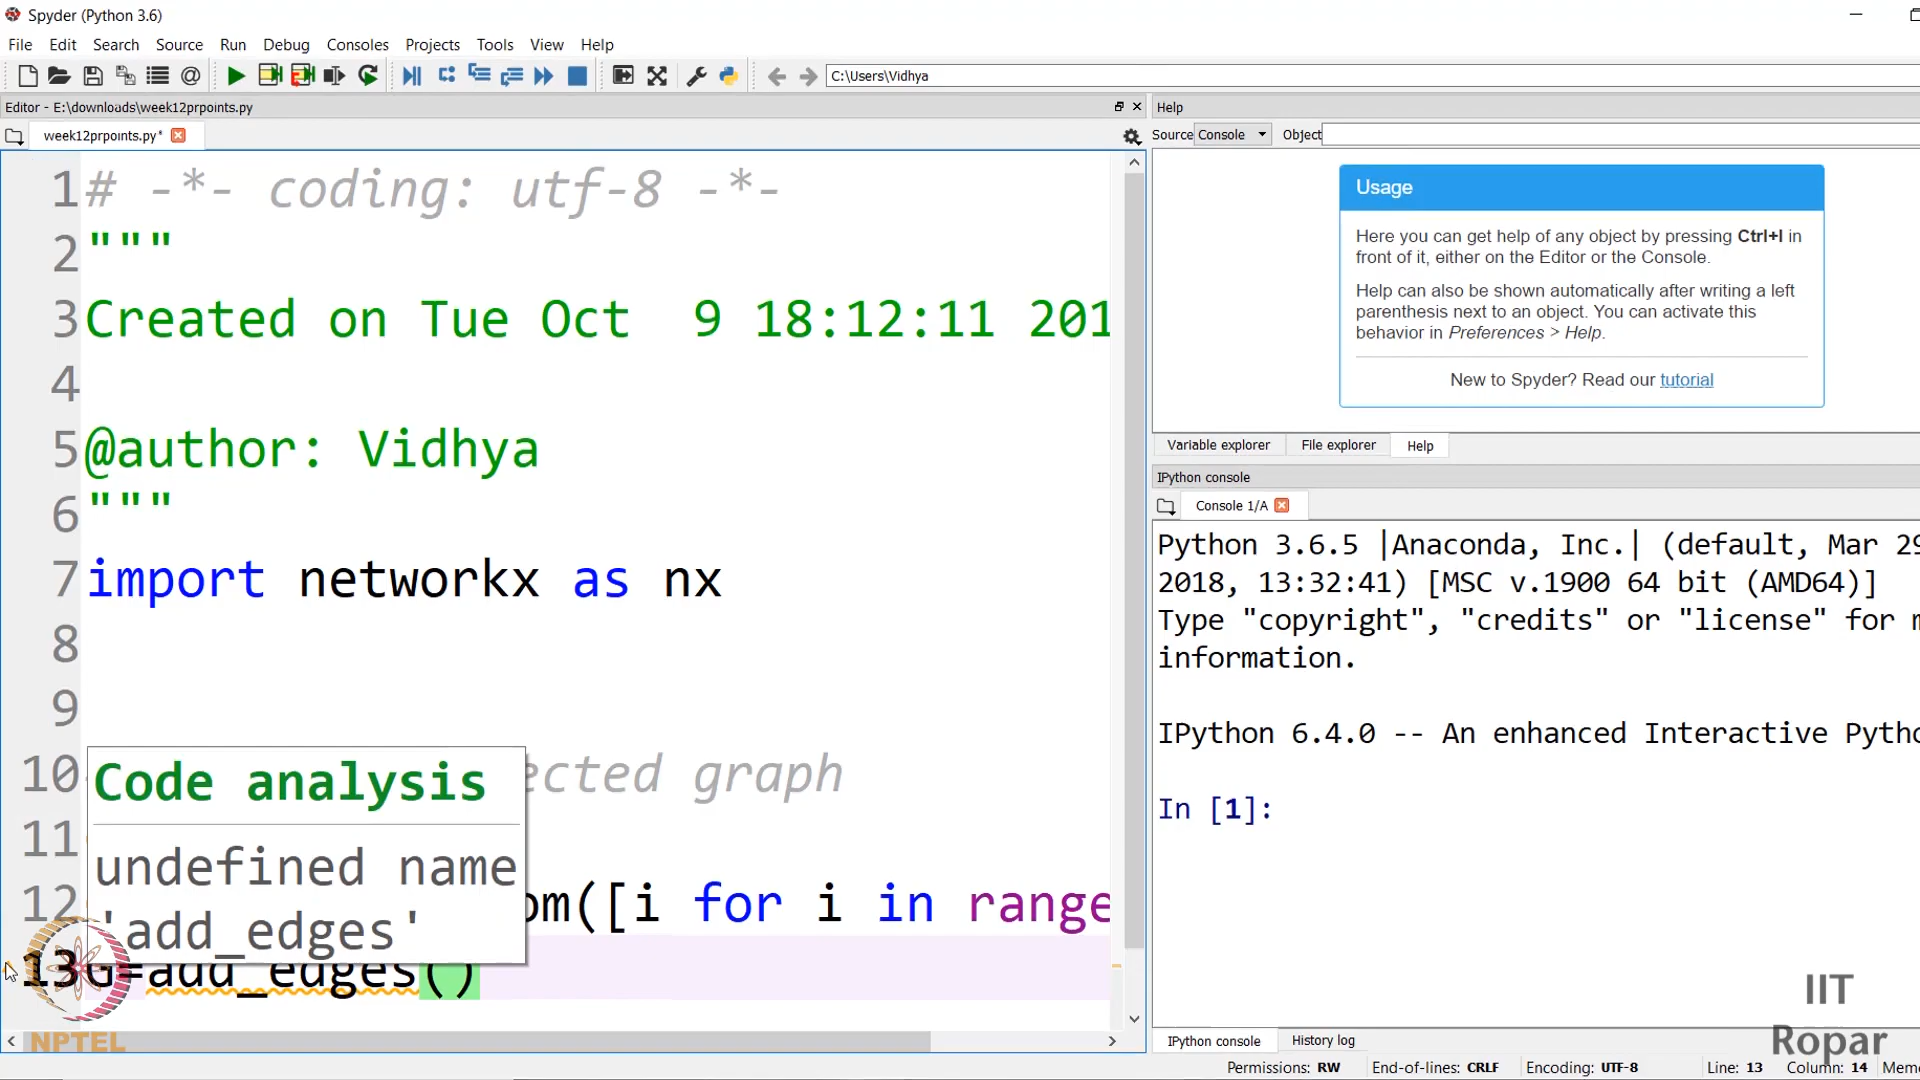 Spyder (Python 3.6)
File Edit Search Source Run Debug Consoles Projects Tools View Help
C:\Users\Vidhya
Editor - E:\downloads\week12prpoints.py
Help
week12prpoints.py*
Source Console Object
1 # -*- coding: utf-8 -*-
2 """
3 Created on Tue Oct  9 18:12:11 201
4
5 @author: Vidhya
6 """
7 import networkx as nx
8
9
10 ected graph
11
12 om([i for i in range
13 G=add_edges()
Code analysis
undefined name
'add_edges'
Usage
Here you can get help of any object by pressing Ctrl+I in
front of it, either on the Editor or the Console.
Help can also be shown automatically after writing a left
parenthesis next to an object. You can activate this
behavior in Preferences > Help.
New to Spyder? Read our tutorial
Variable explorer File explorer Help
IPython console
Console 1/A
Python 3.6.5 |Anaconda, Inc.| (default, Mar 29
2018, 13:32:41) [MSC v.1900 64 bit (AMD64)]
Type "copyright", "credits" or "license" for m
information.
IPython 6.4.0 -- An enhanced Interactive Pytho
In [1]:
IPython console History log
NPTEL
IIT
Ropar
Permissions: RW End-of-lines: CRLF Encoding: UTF-8 Line: 13 Column: 14 Memo